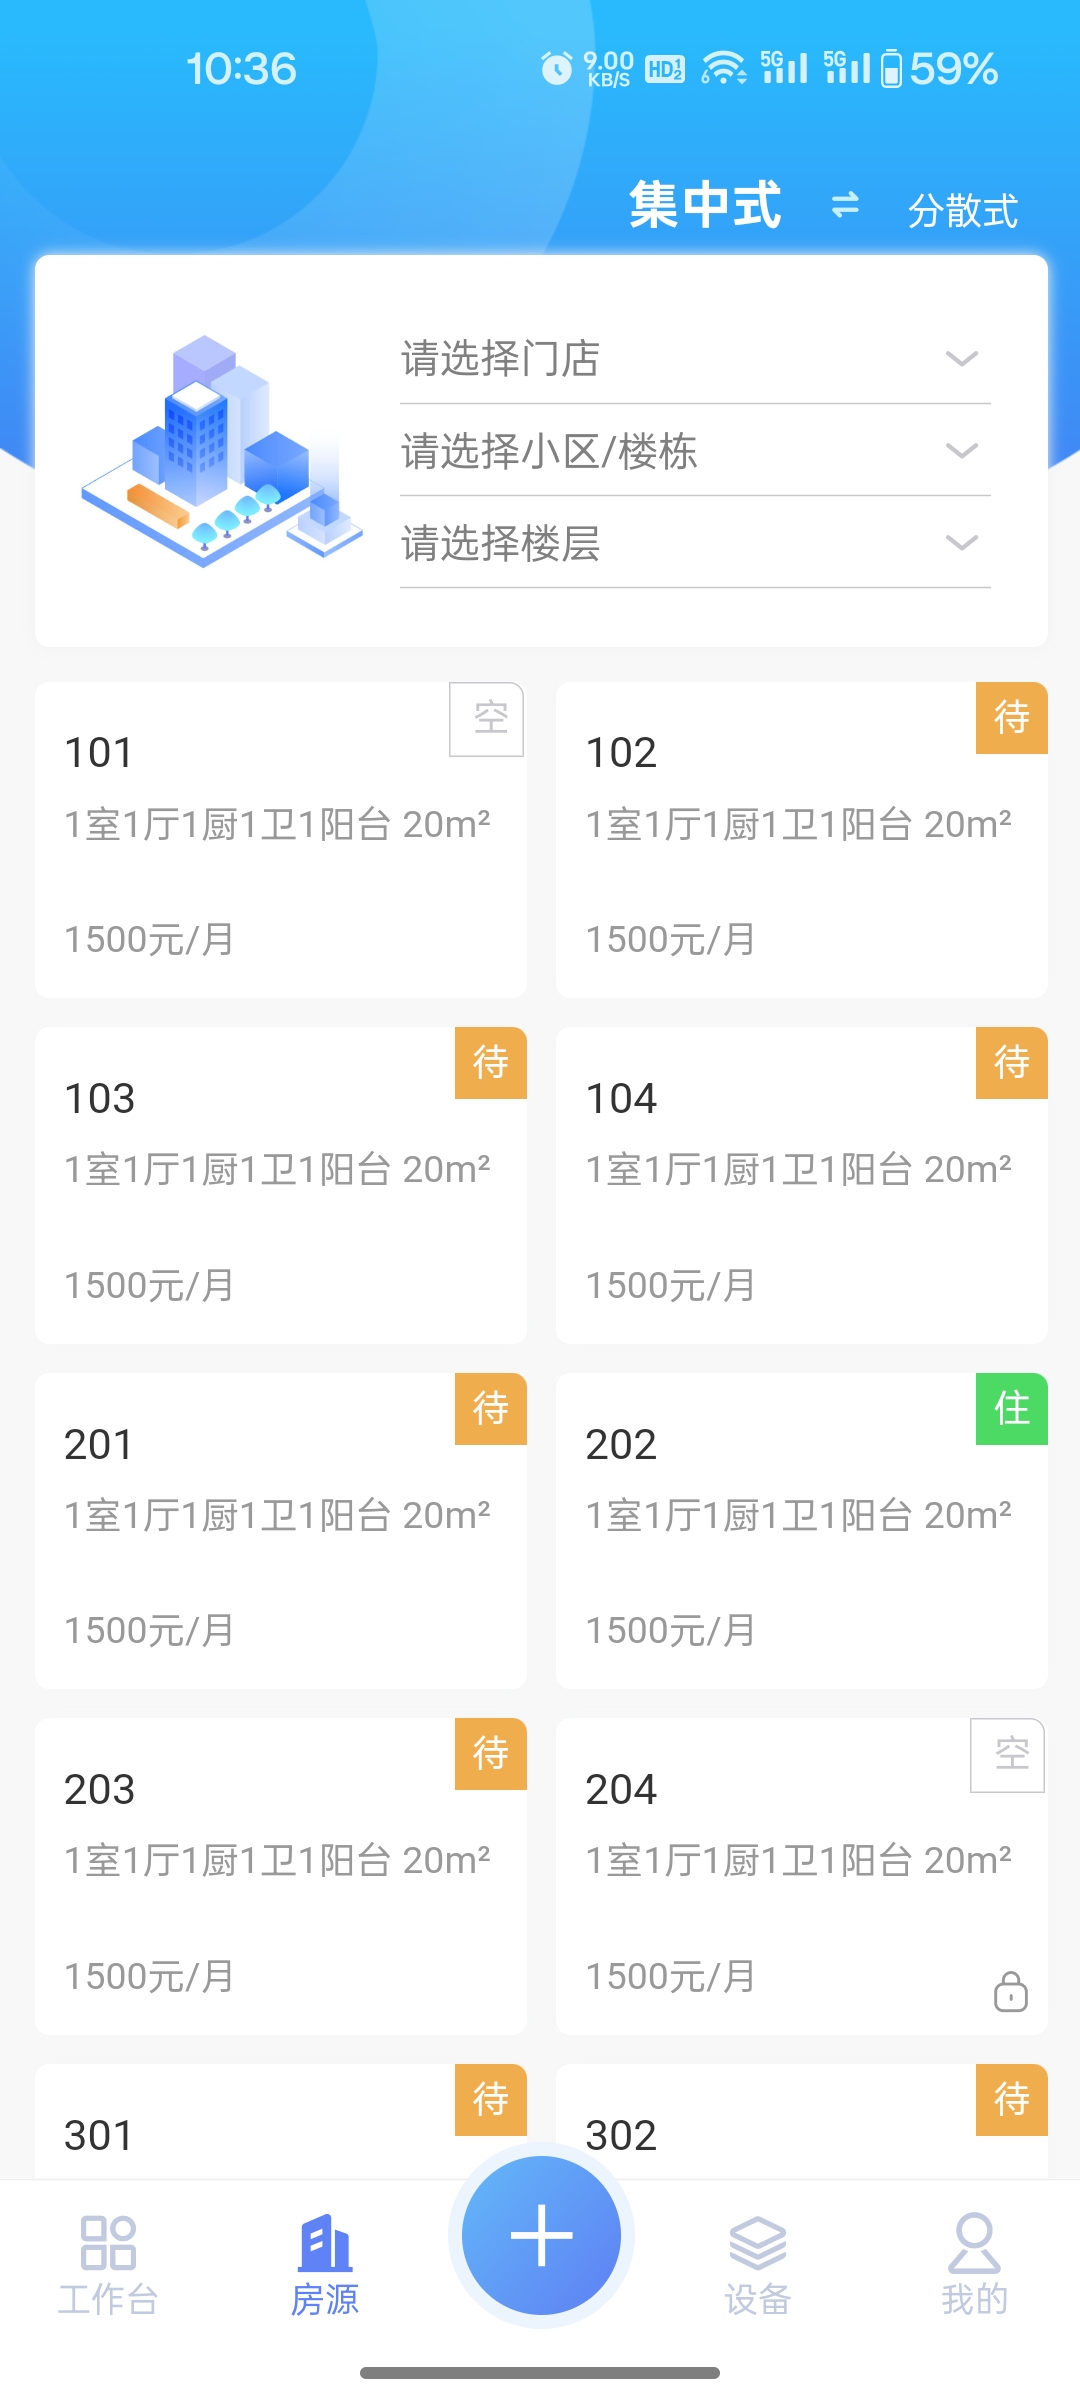 10:36 9.00 KB/S HD 1 2 6 5G 5G 59%
集中式 分散式
请选择门店
请选择小区/楼栋
请选择楼层
101 空
1室1厅1厨1卫1阳台 20m²
1500元/月
102 待
1室1厅1厨1卫1阳台 20m²
1500元/月
103 待
1室1厅1厨1卫1阳台 20m²
1500元/月
104 待
1室1厅1厨1卫1阳台 20m²
1500元/月
201 待
1室1厅1厨1卫1阳台 20m²
1500元/月
202 住
1室1厅1厨1卫1阳台 20m²
1500元/月
203 待
1室1厅1厨1卫1阳台 20m²
1500元/月
204 空
1室1厅1厨1卫1阳台 20m²
1500元/月
301 待
302 待
工作台 房源 设备 我的